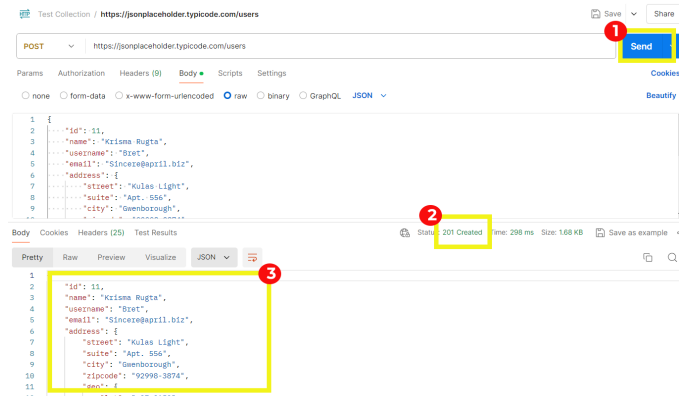 HTTP Test Collection / https://jsonplaceholder.typicode.com/users Save Share
1
POST https://jsonplaceholder.typicode.com/users Send
Params Authorization Headers (9) Body Scripts Settings Cookies
none form-data x-www-form-urlencoded raw binary GraphQL JSON Beautify
1 {
2 "id": 11,
3 "name": "Krisma Rugta",
4 "username": "Bret",
5 "email": "Sincere@april.biz",
6 "address": {
7 "street": "Kulas Light",
8 "suite": "Apt. 556",
9 "city": "Gwenborough",
2
Body Cookies Headers (25) Test Results Status: 201 Created Time: 298 ms Size: 1.68 KB Save as example
Pretty Raw Preview Visualize JSON
3
1
2 "id": 11,
3 "name": "Krisma Rugta",
4 "username": "Bret",
5 "email": "Sincere@april.biz",
6 "address": {
7 "street": "Kulas Light",
8 "suite": "Apt. 556",
9 "city": "Gwenborough",
10 "zipcode": "92998-3874",
11 "geo": {